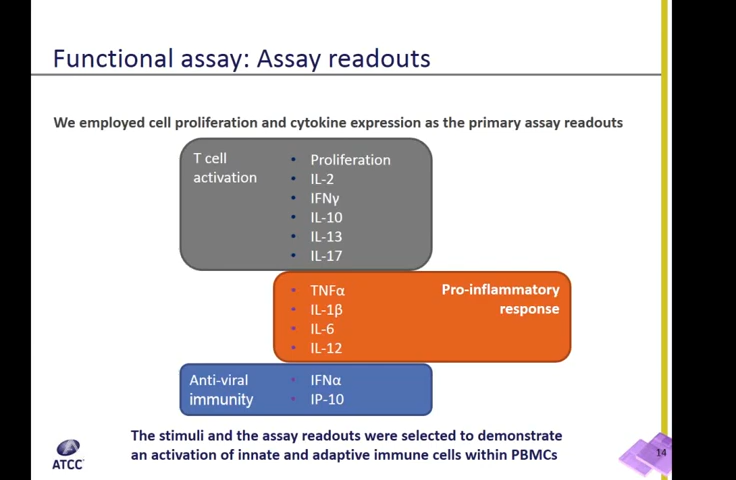 Functional assay: Assay readouts
We employed cell proliferation and cytokine expression as the primary assay readouts
T cell
activation
• Proliferation
• IL-2
• IFNγ
• IL-10
• IL-13
• IL-17
• TNFα
• IL-1β
• IL-6
• IL-12
Pro-inflammatory
response
Anti-viral
immunity
• IFNα
• IP-10
The stimuli and the assay readouts were selected to demonstrate
an activation of innate and adaptive immune cells within PBMCs
ATCC
14